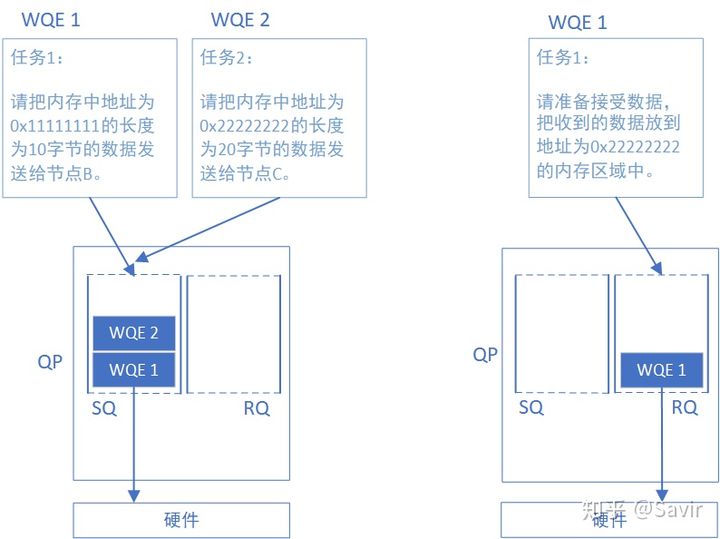 WQE 1
任务1：
请把内存中地址为
0x11111111的长度
为10字节的数据发
送给节点B。
WQE 2
任务2：
请把内存中地址为
0x22222222的长度
为20字节的数据发
送给节点C。
QP
WQE 2
WQE 1
SQ
RQ
硬件
WQE 1
任务1：
请准备接受数据，
把收到的数据放到
地址为0x22222222
的内存区域中。
QP
WQE 1
SQ
RQ
硬件
知乎 @Savir